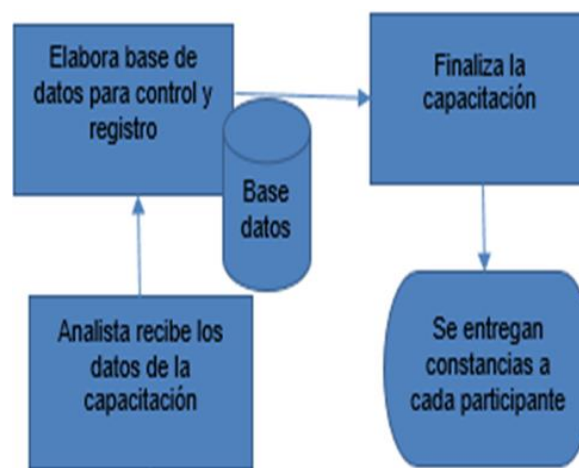 Elabora base de
datos para control y
registro
Finaliza la
capacitación
Base
datos
Analista recibe los
datos de la
capacitación
Se entregan
constancias a
cada participante